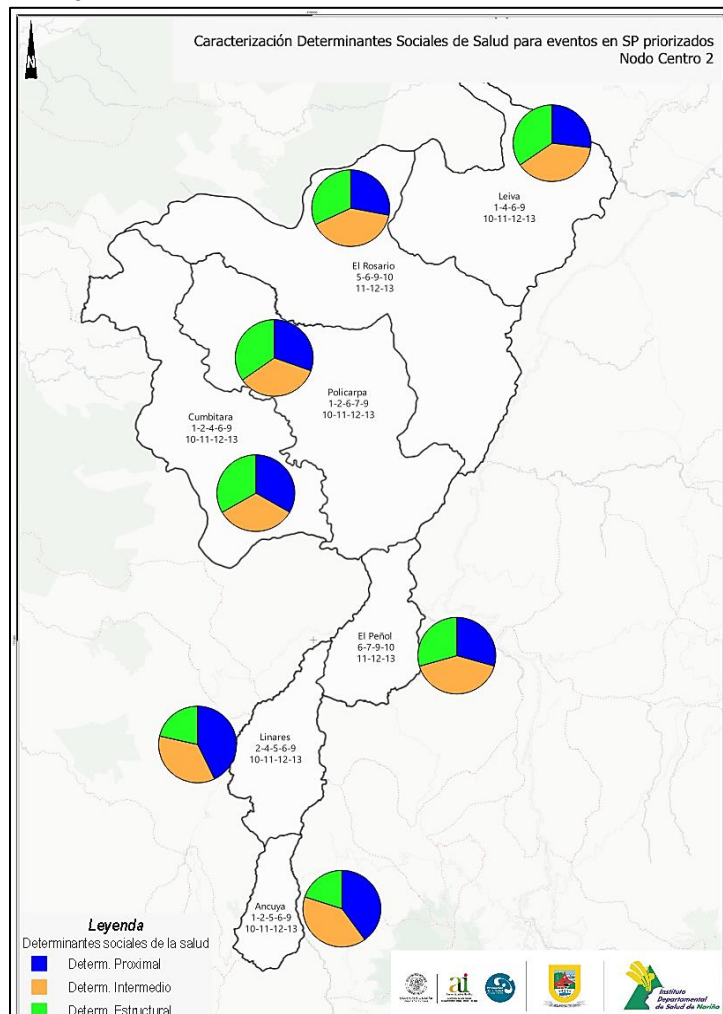 Caracterización Determinantes Sociales de Salud para eventos en SP priorizados
Nodo Centro 2
N
Leiva
1-4-6-9
10-11-12-13
El Rosario
5-6-9-10
11-12-13
Policarpa
1-2-6-7-9
10-11-12-13
Cumbitara
1-2-4-6-9
10-11-12-13
El Peñol
6-7-9-10
11-12-13
Linares
2-4-5-6-9
10-11-12-13
Ancuya
1-2-5-6-9
10-11-12-13
Leyenda
Determinantes sociales de la salud
Determ. Proximal
Determ. Intermedio
Determ. Estructural
Instituto
Departamental
de Salud de Nariño